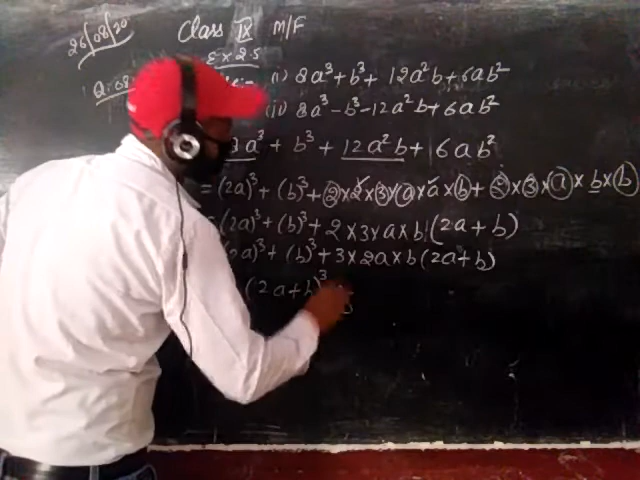 26/08/20
Class IX M/F
Ex 2.5
Q:08 (i) 8a³ + b³ + 12a²b + 6ab²
(ii) 8a³ - b³ - 12a²b + 6ab²
8a³ + b³ + 12a²b + 6ab²
= (2a)³ + (b)³ + 2×2×3×a×a×b + 2×3×a×b×b
= (2a)³ + (b)³ + 2×3×a×b (2a+b)
(2a)³ + (b)³ + 3×2a×b (2a+b)
(2a+b)³